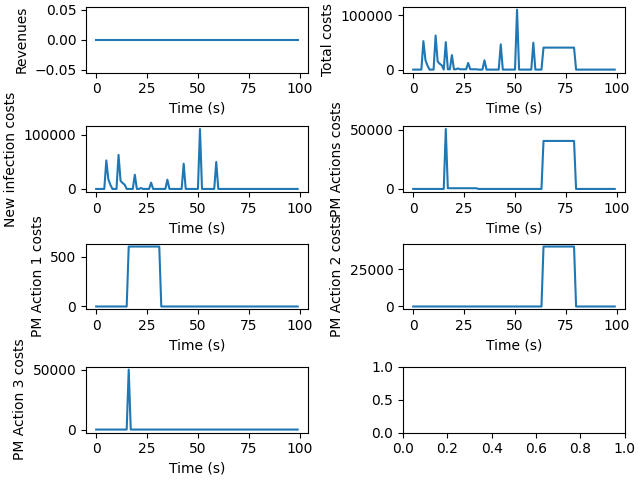 Revenues
0.05
0.00
−0.05
0 25 50 75 100
Time (s)
Total costs
100000
0
0 25 50 75 100
Time (s)
New infection costs
100000
0
0 25 50 75 100
Time (s)
PM Actions costs
50000
0
0 25 50 75 100
Time (s)
PM Action 1 costs
500
0
0 25 50 75 100
Time (s)
PM Action 2 costs
25000
0
0 25 50 75 100
Time (s)
PM Action 3 costs
50000
0
0 25 50 75 100
Time (s)
1.0
0.5
0.0
0.0 0.2 0.4 0.6 0.8 1.0